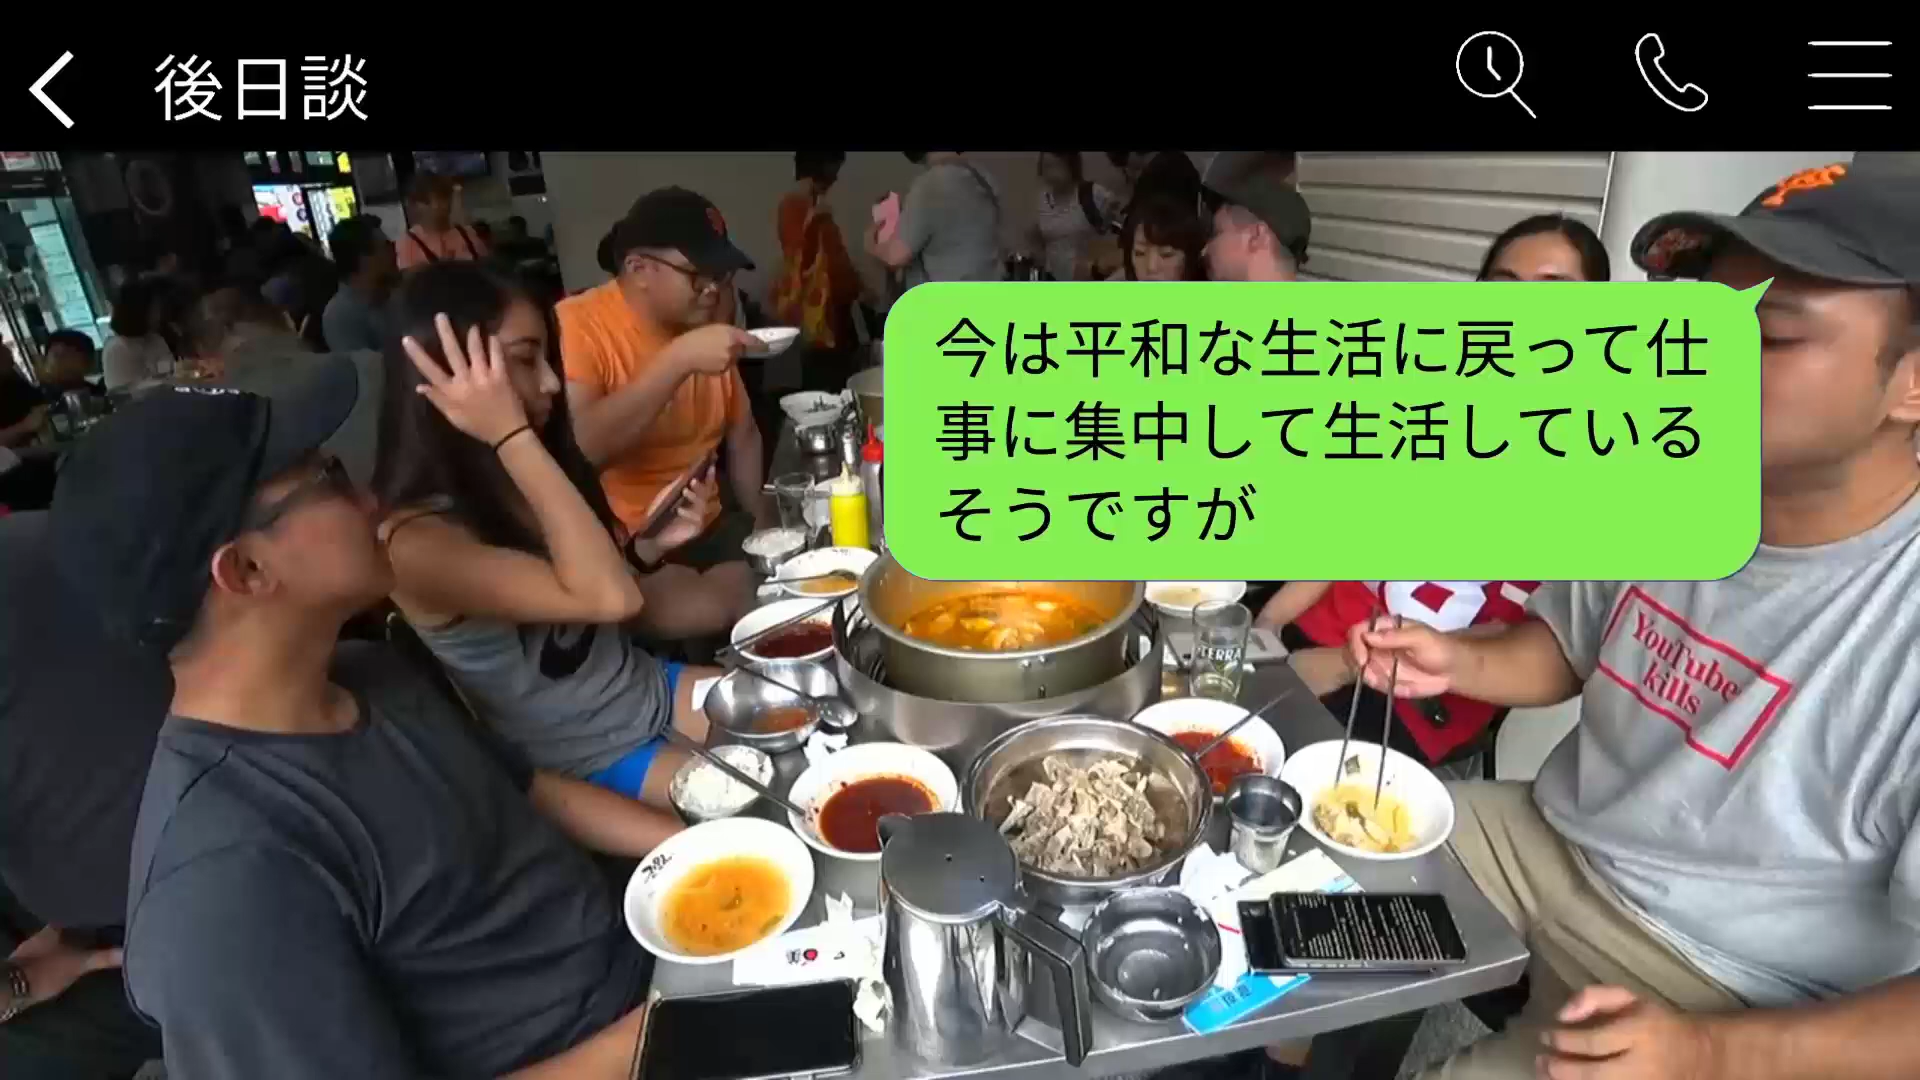 後日談
今は平和な生活に戻って仕
事に集中して生活している
そうですが
TERRA
YouTube
kills